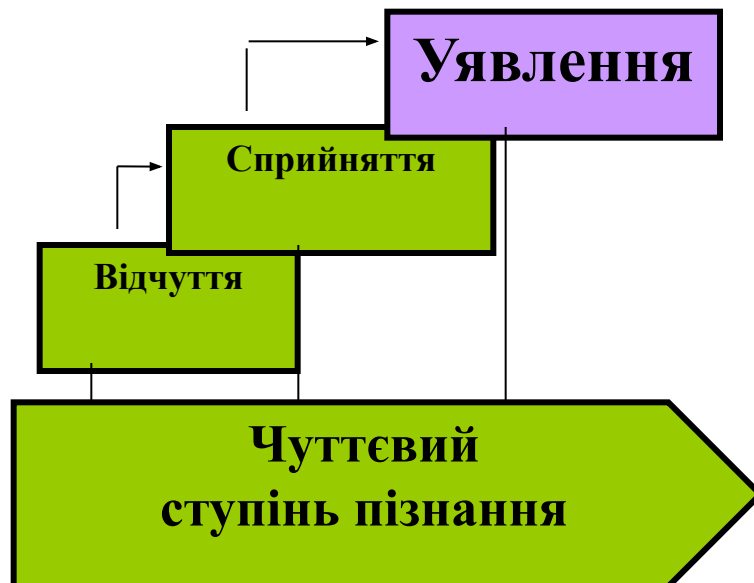 Уявлення
Сприйняття
Відчуття
Чуттєвий
ступінь пізнання